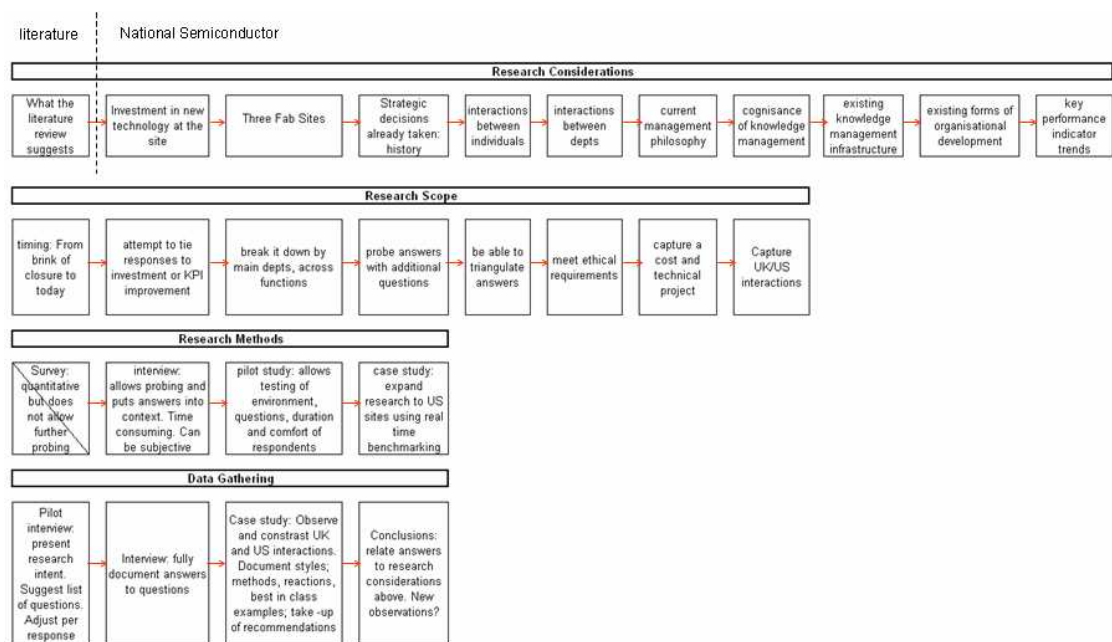 literature
National Semiconductor
Research Considerations
What the
literature
review
suggests
Investment in new
technology at the
site
Three Fab Sites
Strategic
decisions
already taken:
history
interactions
between
individuals
interactions
between
depts
current
management
philosophy
cognisance
of knowledge
management
existing
knowledge
management
infrastructure
existing forms of
organisational
development
key
performance
indicator
trends
Research Scope
timing: From
brink of
closure to
today
attempt to tie
responses to
investment or KPI
improvement
break it down by
main depts, across
functions
probe answers
with additional
questions
be able to
triangulate
answers
meet ethical
requirements
capture a
cost and
technical
project
Capture
UK/US
interactions
Research Methods
Survey:
quantitative
but does
not allow
further
probing
interview:
allows probing and
puts answers into
context. Time
consuming. Can
be subjective
pilot study: allows
testing of
environment,
questions, duration
and comfort of
respondents
case study:
expand
research to
US sites using real
time
benchmarking
Data Gathering
Pilot
interview:
present
research
intent.
Suggest list
of questions.
Adjust per
response
Interview: fully
document answers
to questions
Case study: Observe
and constrast UK
and US interactions.
Document styles;
methods, reactions,
best in class
examples; take -up
of recommendations
Conclusions:
relate answers
to research
considerations
above. New
observations?